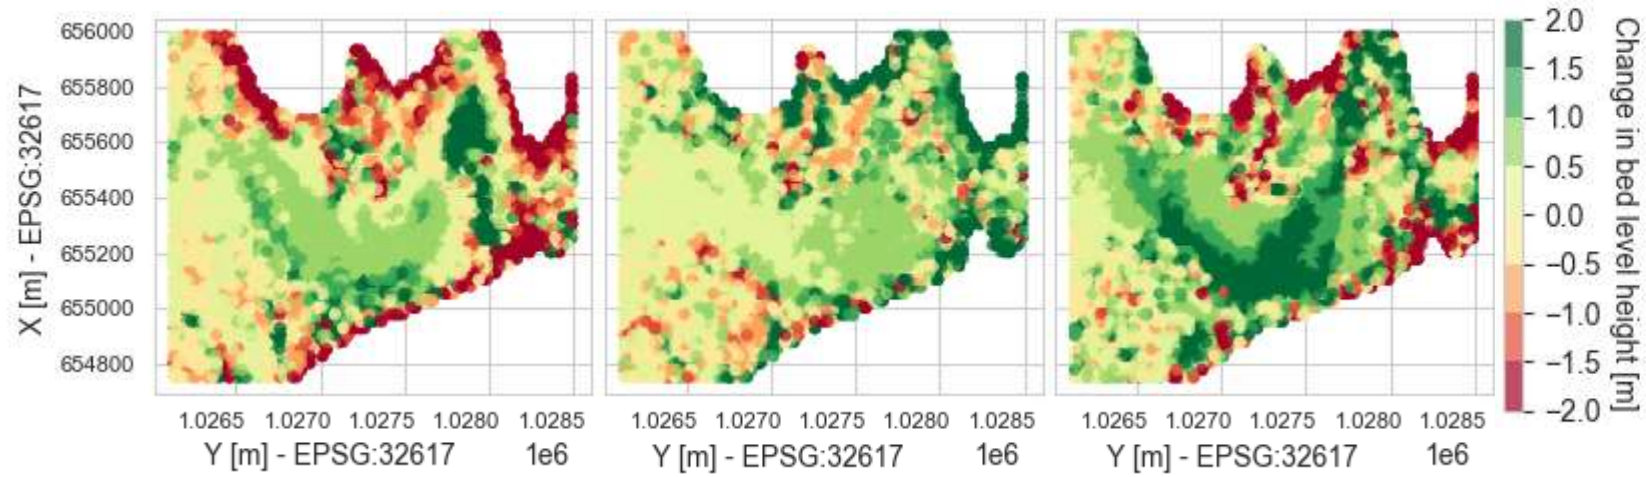 X [m] - EPSG:32617
656000
655800
655600
655400
655200
655000
654800
1.0265 1.0270 1.0275 1.0280 1.0285
1e6
Y [m] - EPSG:32617
1.0265 1.0270 1.0275 1.0280 1.0285
1e6
Y [m] - EPSG:32617
1.0265 1.0270 1.0275 1.0280 1.0285
1e6
Y [m] - EPSG:32617
2.0
1.5
1.0
0.5
0.0
−0.5
−1.0
−1.5
−2.0
Change in bed level height [m]